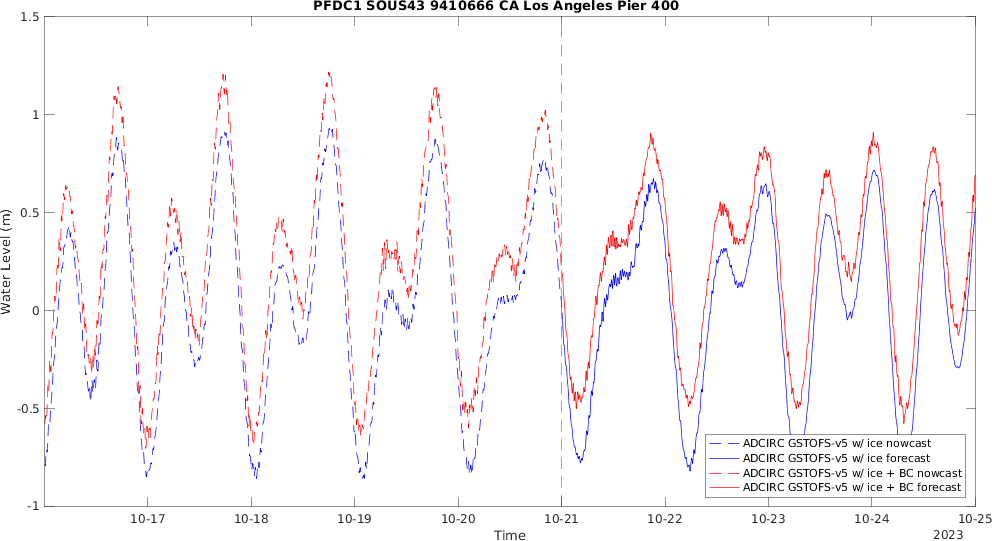 PFDC1 SOUS43 9410666 CA Los Angeles Pier 400
1.5
1
0.5
0
-0.5
-1
Water Level (m)
10-17
10-18
10-19
10-20
10-21
10-22
10-23
10-24
10-25
Time
2023
ADCIRC GSTOFS-v5 w/ ice nowcast
ADCIRC GSTOFS-v5 w/ ice forecast
ADCIRC GSTOFS-v5 w/ ice + BC nowcast
ADCIRC GSTOFS-v5 w/ ice + BC forecast